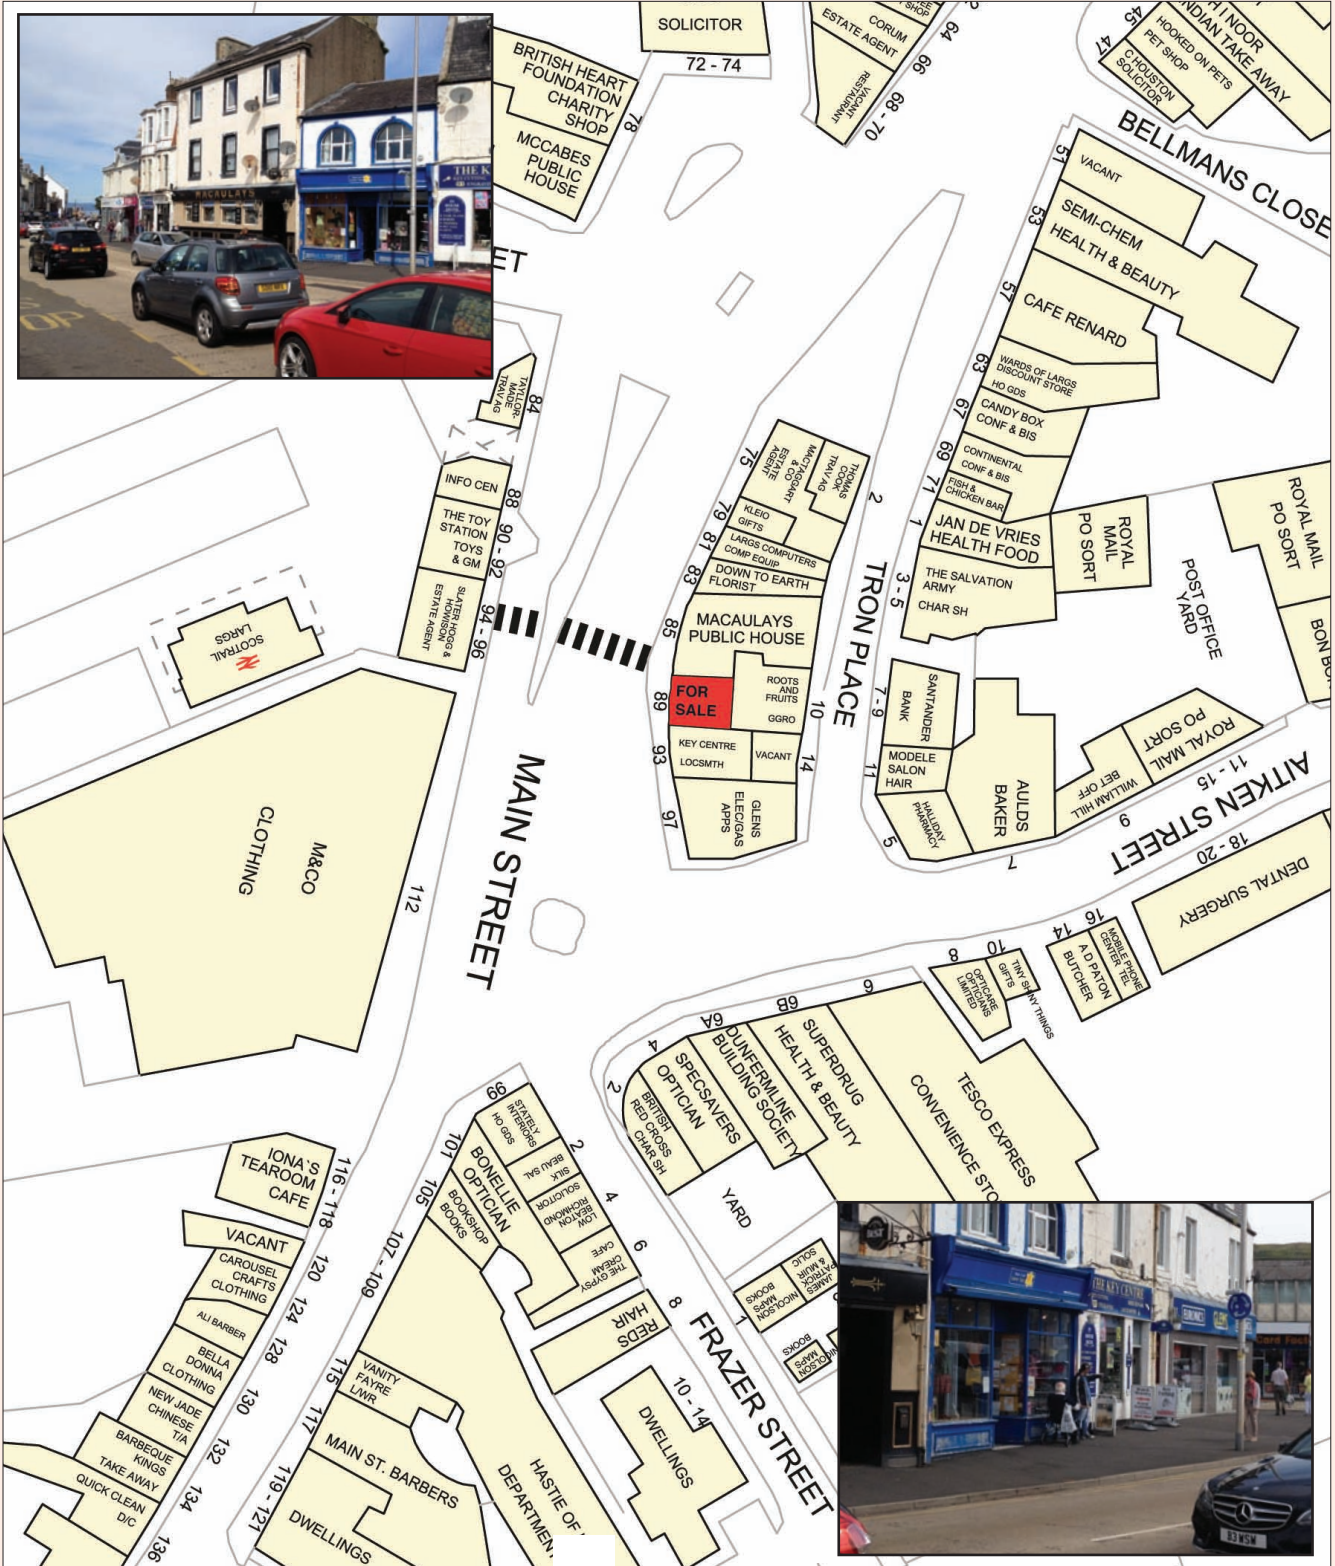 SOLICITOR
72 - 74
CORUM
ESTATE AGENT
VACANT
RESTAURANT
64
66
68 - 70
BRITISH HEART
FOUNDATION
CHARITY
SHOP
78
MCCABES
PUBLIC
HOUSE
45
47
NOOR
INDIAN TAKE AWAY
HOOKED ON PETS
PET SHOP
C HOUSTON
SOLICITOR
BELLMANS CLOSE
MACAULAYS
THE K
OP
ET
51
VACANT
53
SEMI-CHEM
HEALTH & BEAUTY
57
CAFE RENARD
63
WARDS OF LARGS
DISCOUNT STORE
HO GDS
67
CANDY BOX
CONF & BIS
69
CONTINENTAL
CONF & BIS
71
FISH &
CHICKEN BAR
1
JAN DE VRIES
HEALTH FOOD
3 - 5
THE SALVATION
ARMY
CHAR SH
ROYAL
MAIL
PO SORT
ROYAL MAIL
PO SORT
POST OFFICE
YARD
BON BO
TAYLLOR-
MADE
TRAV AG
84
INFO CEN
88
THE TOY
STATION
TOYS
& GM
90 - 92
SLATER HOGG &
HOWISON
ESTATE AGENT
94 - 96
SCOTRAIL
LARGS
75
MACTAGGART
& CO
ESTATE
AGENT
THOMAS
COOK
TRAV AG
2
79
KLEIO
GIFTS
81
LARGS COMPUTERS
COMP EQUIP
83
DOWN TO EARTH
FLORIST
85
MACAULAYS
PUBLIC HOUSE
89
FOR
SALE
ROOTS
AND
FRUITS
GGRO
10
93
KEY CENTRE
LOCSMTH
VACANT
14
97
GLENS
ELEC/GAS
APPS
TRON PLACE
7 - 9
SANTANDER
BANK
11
MODELE
SALON
HAIR
5
HALLIDAY
PHARMACY
AULDS
BAKER
7
WILLIAM HILL
BET OFF
9
ROYAL MAIL
PO SORT
11 - 15
AITKEN STREET
18 - 20
DENTAL SURGERY
MAIN STREET
M&CO
CLOTHING
112
8
OPTICARE
OPTICIANS
LIMITED
10
TINY SHINY THINGS
GIFTS
14
A D PATON
BUTCHER
16
MOBILE PHONE
CENTER TEL
2
BRITISH
RED CROSS
CHAR SH
4
SPECSAVERS
OPTICIAN
6A
DUNFERMLINE
BUILDING SOCIETY
6B
SUPERDRUG
HEALTH & BEAUTY
6
TESCO EXPRESS
CONVENIENCE STO
YARD
99
STATELY
INTERIORS
HO GDS
2
101
BONELLIE
OPTICIAN
SILK
BEAU SAL
LOW
BEATON
RICHMOND
SOLICITOR
4
105
BOOKSHOP
BOOKS
THE GYPSY
CREAM
CAFE
6
107 - 109
REDS
HAIR
8
FRAZER STREET
1
NICOLSON
MAPS
BOOKS
JAMES
PATRICK
& MUIR
SOLIC
NICOLSON
MAPS
BOOKS
10 - 14
DWELLINGS
IONA'S
TEAROOM
CAFE
116 - 118
VACANT
120
CAROUSEL
CRAFTS
CLOTHING
124
ALI BARBER
128
BELLA
DONNA
CLOTHING
130
NEW JADE
CHINESE
T/A
132
BARBEQUE
KINGS
TAKE AWAY
134
QUICK CLEAN
D/C
136
115
VANITY
FAYRE
L/WR
117
MAIN ST. BARBERS
119 - 121
DWELLINGS
HASTIE OF
DEPARTMEN
THE KEY CENTRE